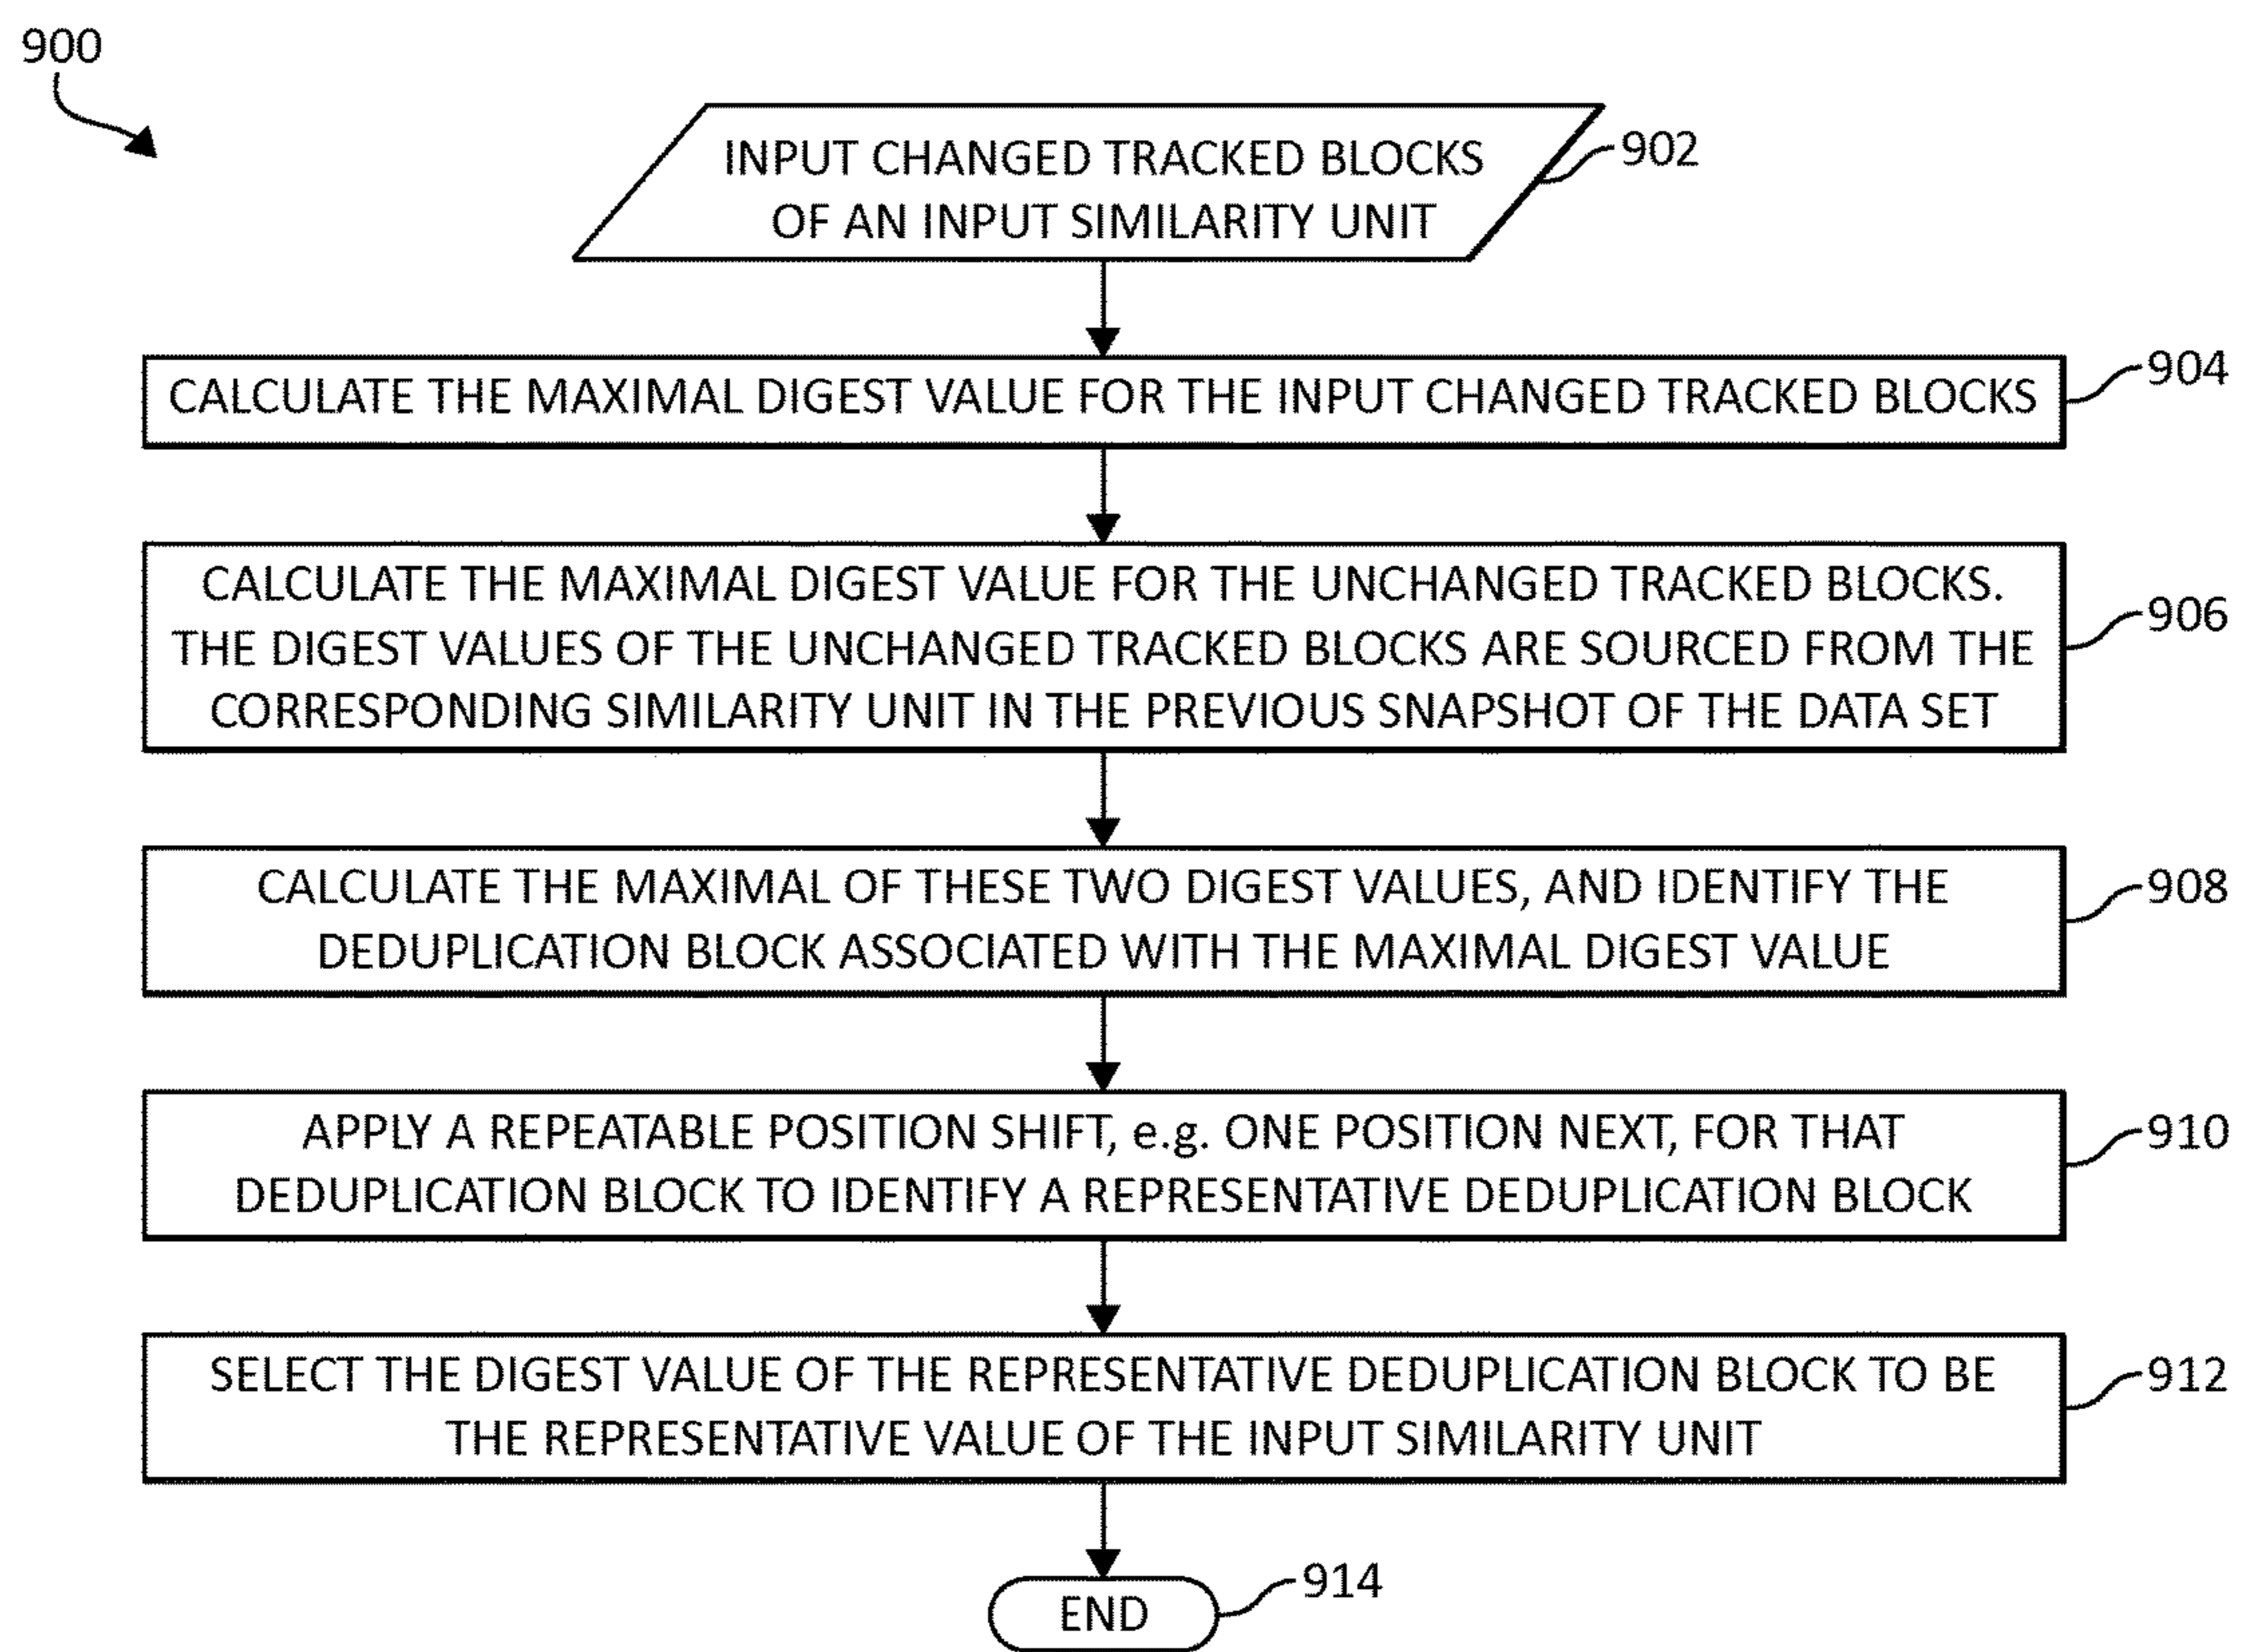 900
INPUT CHANGED TRACKED BLOCKS
OF AN INPUT SIMILARITY UNIT
902
CALCULATE THE MAXIMAL DIGEST VALUE FOR THE INPUT CHANGED TRACKED BLOCKS
904
CALCULATE THE MAXIMAL DIGEST VALUE FOR THE UNCHANGED TRACKED BLOCKS.
THE DIGEST VALUES OF THE UNCHANGED TRACKED BLOCKS ARE SOURCED FROM THE
CORRESPONDING SIMILARITY UNIT IN THE PREVIOUS SNAPSHOT OF THE DATA SET
906
CALCULATE THE MAXIMAL OF THESE TWO DIGEST VALUES, AND IDENTIFY THE
DEDUPLICATION BLOCK ASSOCIATED WITH THE MAXIMAL DIGEST VALUE
908
APPLY A REPEATABLE POSITION SHIFT, e.g. ONE POSITION NEXT, FOR THAT
DEDUPLICATION BLOCK TO IDENTIFY A REPRESENTATIVE DEDUPLICATION BLOCK
910
SELECT THE DIGEST VALUE OF THE REPRESENTATIVE DEDUPLICATION BLOCK TO BE
THE REPRESENTATIVE VALUE OF THE INPUT SIMILARITY UNIT
912
END
914